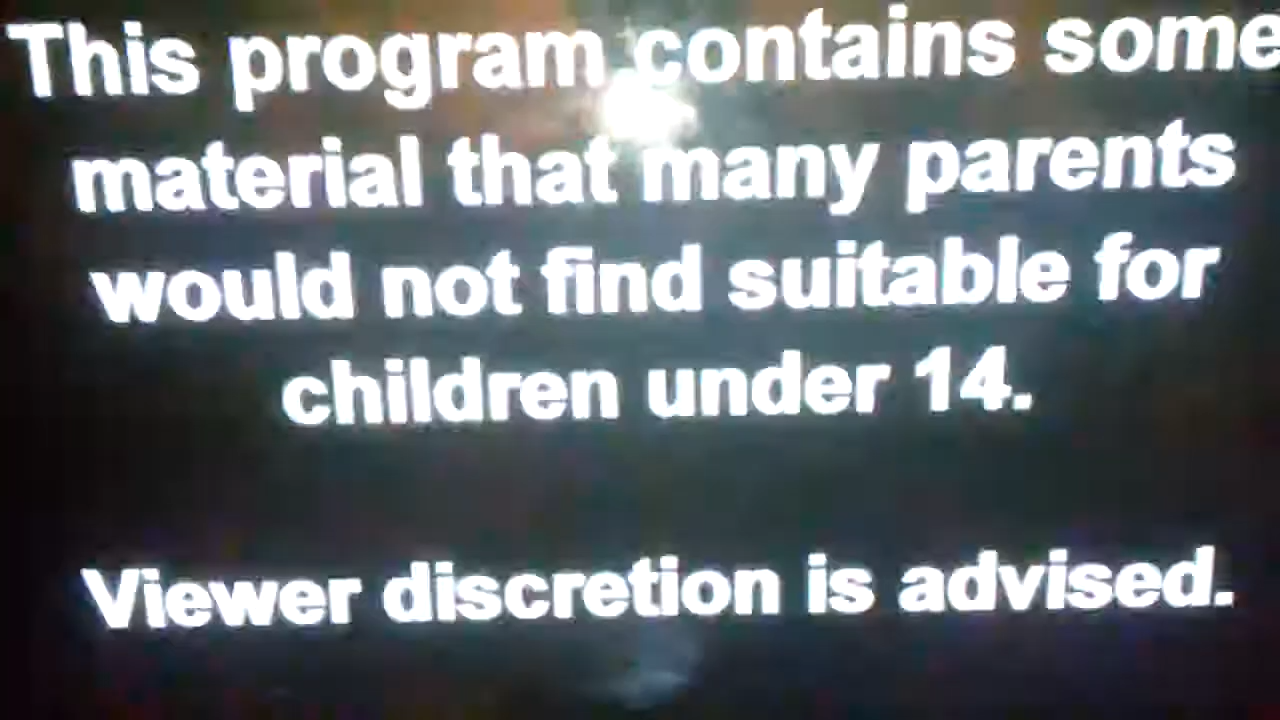 This program contains some
material that many parents
would not find suitable for
children under 14.
Viewer discretion is advised.